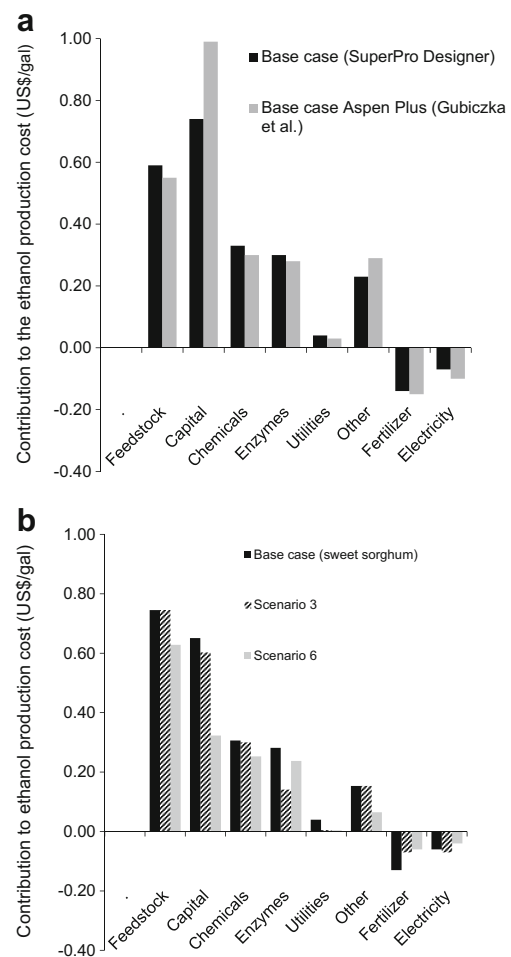 a
Contribution to the ethanol production cost (US$/gal)
1.00
0.80
0.60
0.40
0.20
0.00
-0.20
-0.40
Base case (SuperPro Designer)
Base case Aspen Plus (Gubiczka
et al.)
Feedstock
Capital
Chemicals
Enzymes
Utilities
Other
Fertilizer
Electricity
b
Contribution to ethanol production cost (US$/gal)
1.00
0.80
0.60
0.40
0.20
0.00
-0.20
-0.40
Base case (sweet sorghum)
Scenario 3
Scenario 6
Feedstock
Capital
Chemicals
Enzymes
Utilities
Other
Fertilizer
Electricity